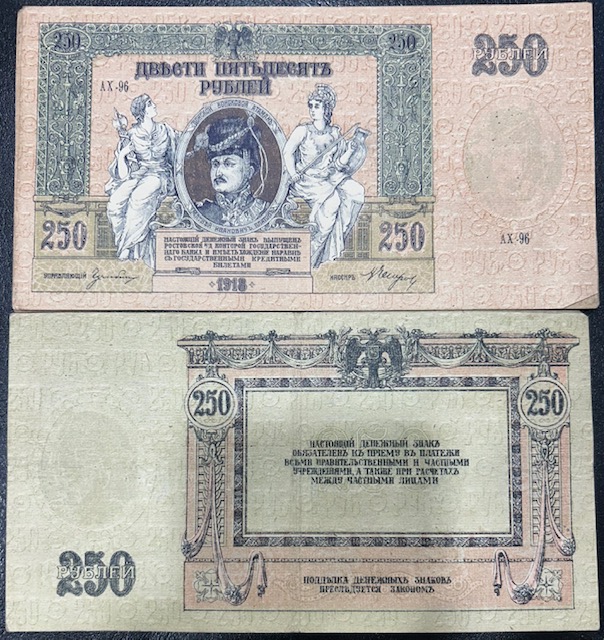 250
250
250
РУБЛЕЙ
ДВѢСТИ ПЯТЬДЕСЯТЪ
РУБЛЕЙ
АХ-96
ИВАНОВИЧЪ
250
250
АХ-96
НАСТОЯЩІЙ ДЕНЕЖНЫЙ ЗНАКЪ ВЫПУЩЕНЪ
РОСТОВСКОЙ н/Д КОНТОРОЙ ГОСУДАРСТВЕН-
НАГО БАНКА И ИМѢЕТЪ ХОЖДЕНІЕ НАРАВНѢ
СЪ ГОСУДАРСТВЕННЫМИ КРЕДИТНЫМИ
БИЛЕТАМИ
УПРАВЛЯЮЩІЙ
КАССИРЪ
1918
250
250
НАСТОЯЩІЙ ДЕНЕЖНЫЙ ЗНАКЪ
ОБЯЗАТЕЛЕНЪ КЪ ПРІЕМУ ВЪ ПЛАТЕЖИ
ВСѢМИ ПРАВИТЕЛЬСТВЕННЫМИ И ЧАСТНЫМИ
УЧРЕЖДЕНІЯМИ, А ТАКЖЕ ПРИ РАСЧЕТАХЪ
МЕЖДУ ЧАСТНЫМИ ЛИЦАМИ
250
РУБЛЕЙ
ПОДДѢЛКА ДЕНЕЖНЫХЪ ЗНАКОВЪ
ПРЕСЛѢДУЕТСЯ ЗАКОНОМЪ